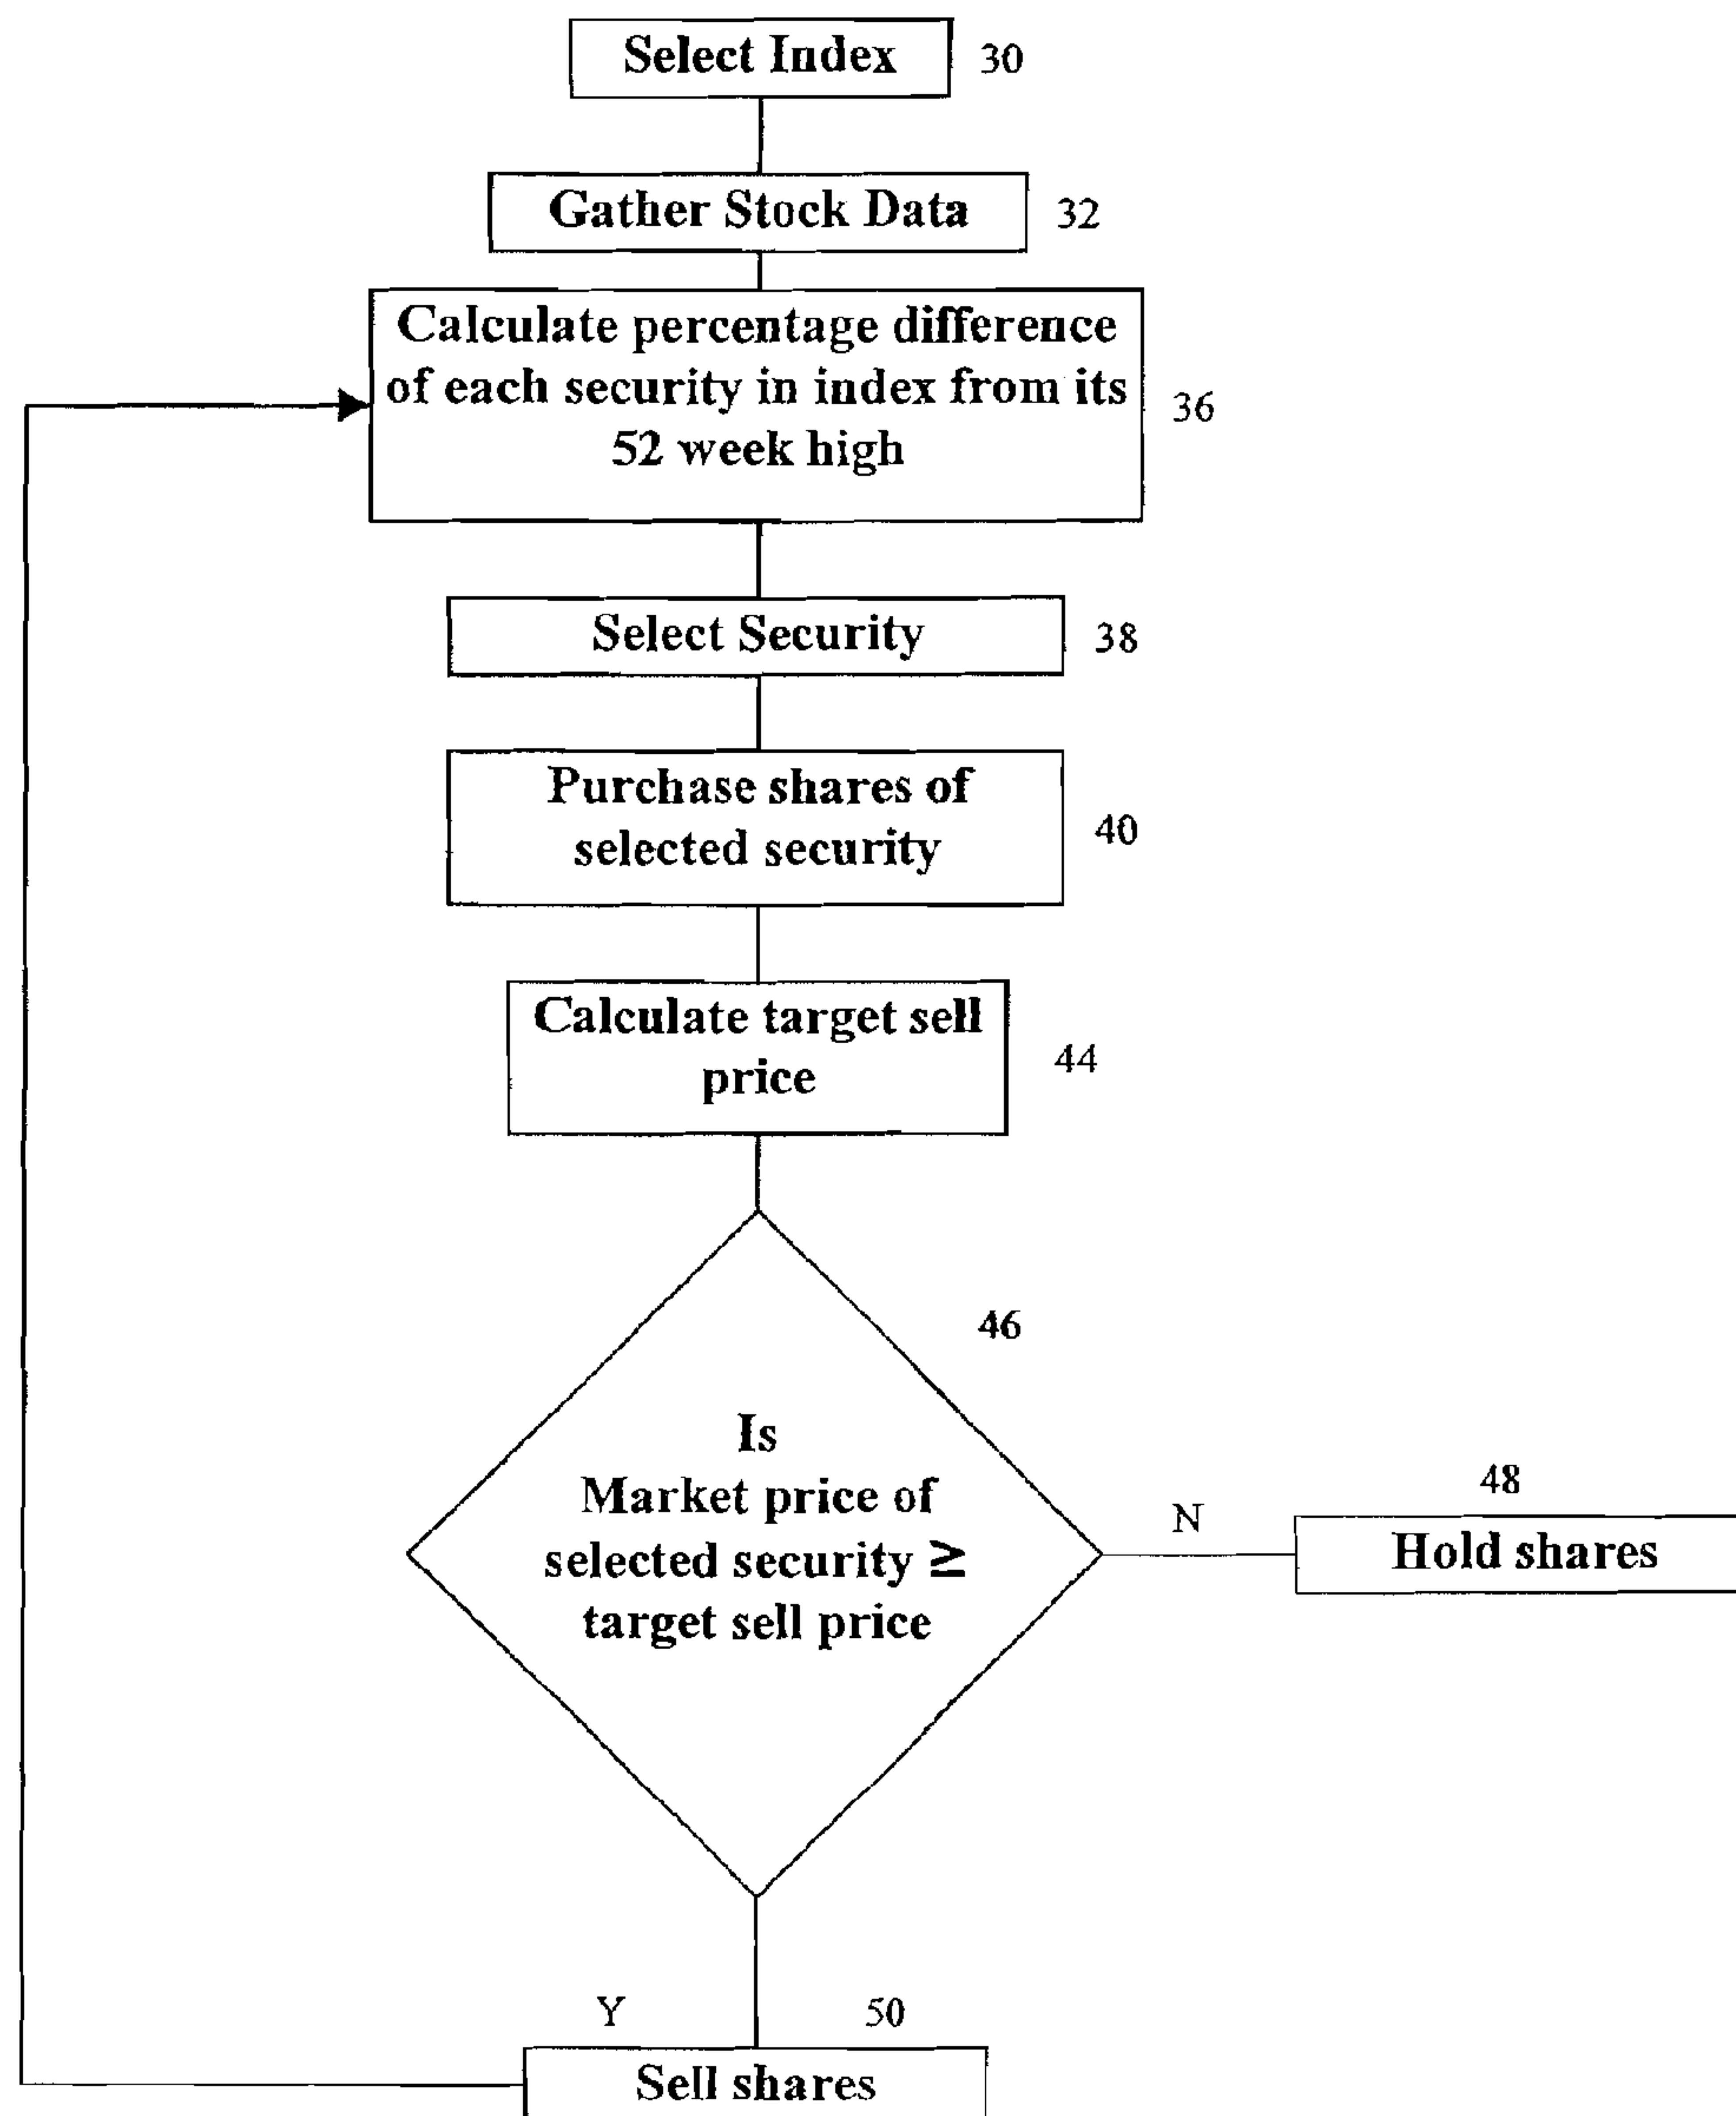 Select Index 30
Gather Stock Data 32
Calculate percentage difference
of each security in index from its
52 week high
36
Select Security 38
Purchase shares of
selected security
40
Calculate target sell
price
44
46
Is
Market price of
selected security ≥
target sell price
N
48
Hold shares
Y 50
Sell shares